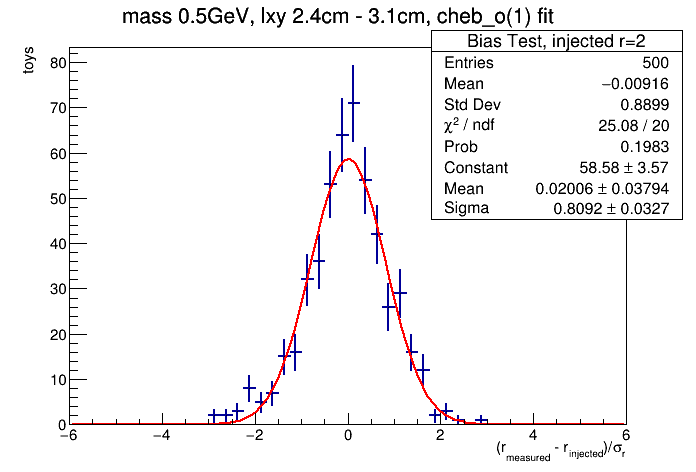 mass 0.5GeV, lxy 2.4cm - 3.1cm, cheb_o(1) fit
Bias Test, injected r=2
Entries 500
Mean −0.00916
Std Dev 0.8899
χ² / ndf 25.08 / 20
Prob 0.1983
Constant 58.58 ± 3.57
Mean 0.02006 ± 0.03794
Sigma 0.8092 ± 0.0327
toys
80
70
60
50
40
30
20
10
0
−6 −4 −2 0 2 4 6
(r_measured - r_injected)/σ_r